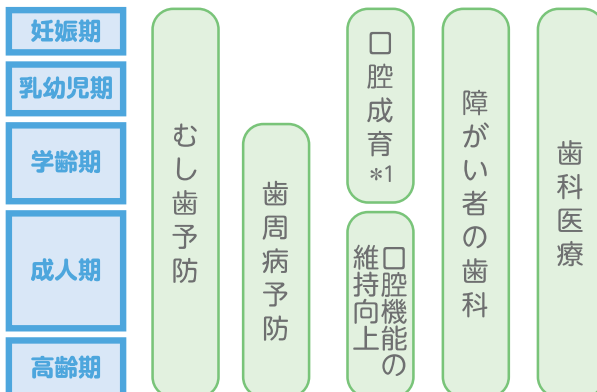 妊娠期
乳幼児期
学齢期
成人期
高齢期
むし歯予防
歯周病予防
口腔成育*1
口腔機能の
維持向上
障がい者の歯科
歯科医療